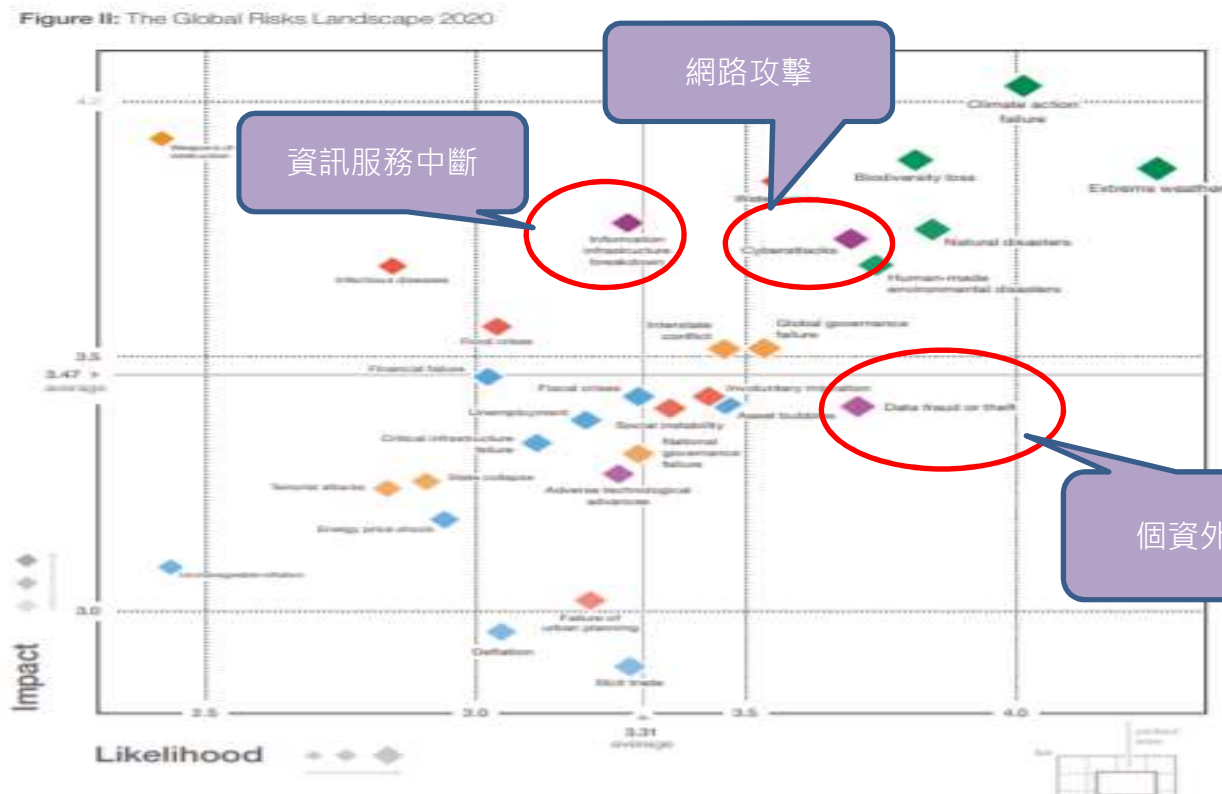 Figure II: The Global Risks Landscape 2020
網路攻擊
資訊服務中斷
Climate action
failure
Biodiversity loss
Extreme weather
Natural disasters
Information
infrastructure
breakdown
Cyberattacks
Human-made
environmental disasters
Infectious diseases
Food crises
Interstate
conflict
Global governance
failure
3.5
3.47
average
Financial failure
Fiscal crises
Involuntary migration
Asset bubbles
Data fraud or theft
Unemployment
Social instability
Critical infrastructure
failure
National
governance
failure
Terrorist attacks
State collapse
Adverse technological
advances
Energy price shock
個資外
3.0
Failure of
urban planning
Deflation
Illicit trade
Impact
2.5
3.0
3.5
4.0
3.31
average
Likelihood